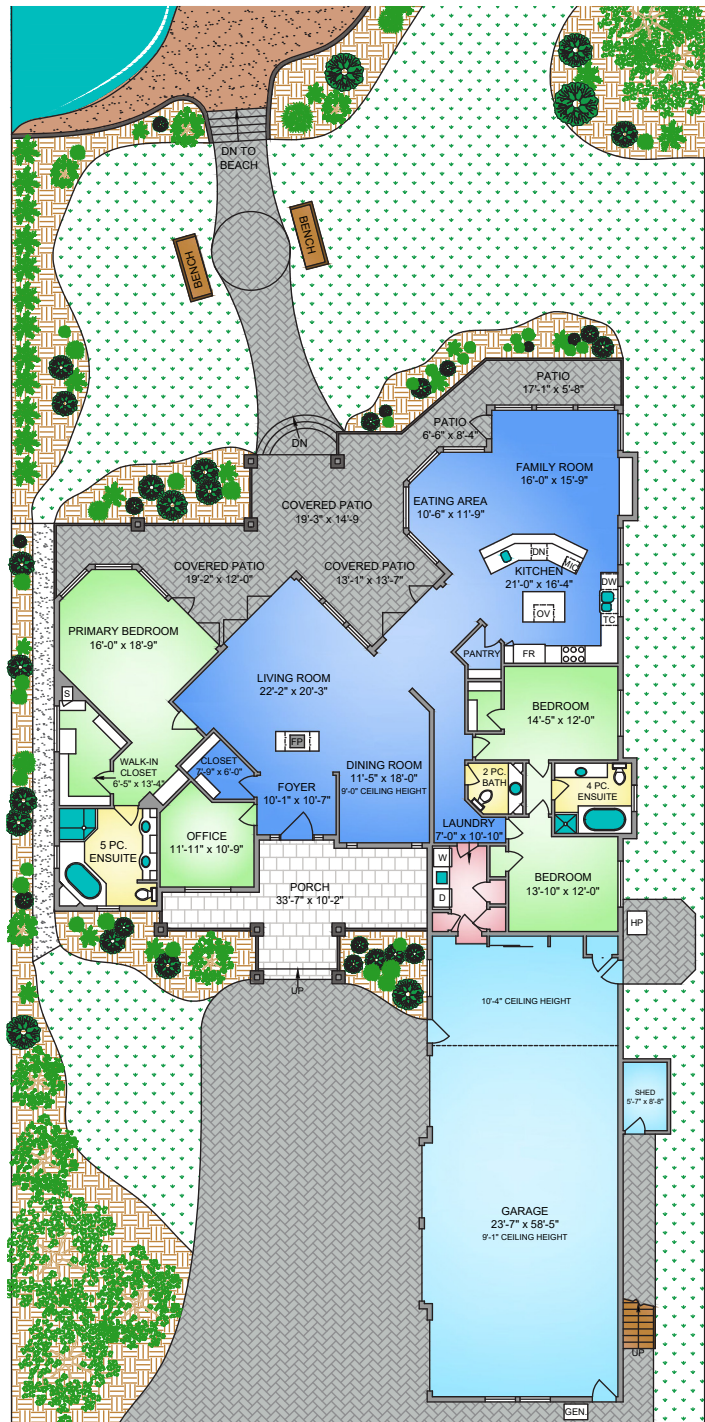 DN TO
BEACH
BENCH
BENCH
DN
PATIO
17'-1" x 5'-8"
PATIO
6'-6" x 8'-4"
FAMILY ROOM
16'-0" x 15'-9"
EATING AREA
10'-6" x 11'-9"
COVERED PATIO
19'-3" x 14'-9
COVERED PATIO
19'-2" x 12'-0"
COVERED PATIO
13'-1" x 13'-7"
DN
MIC
KITCHEN
21'-0" x 16'-4"
DW
OV
TC
FR
PANTRY
PRIMARY BEDROOM
16'-0" x 18'-9"
S
LIVING ROOM
22'-2" x 20'-3"
FP
BEDROOM
14'-5" x 12'-0"
WALK-IN
CLOSET
6'-5" x 13'-4"
CLOSET
7'-9" x 6'-0"
FOYER
10'-1" x 10'-7"
DINING ROOM
11'-5" x 18'-0"
9'-0" CEILING HEIGHT
2 PC.
BATH
4 PC.
ENSUITE
LAUNDRY
7'-0" x 10'-10"
5 PC.
ENSUITE
OFFICE
11'-11" x 10'-9"
W
D
BEDROOM
13'-10" x 12'-0"
PORCH
33'-7" x 10'-2"
UP
HP
10'-4" CEILING HEIGHT
SHED
5'-7" x 8'-8"
GARAGE
23'-7" x 58'-5"
9'-1" CEILING HEIGHT
UP
GEN.